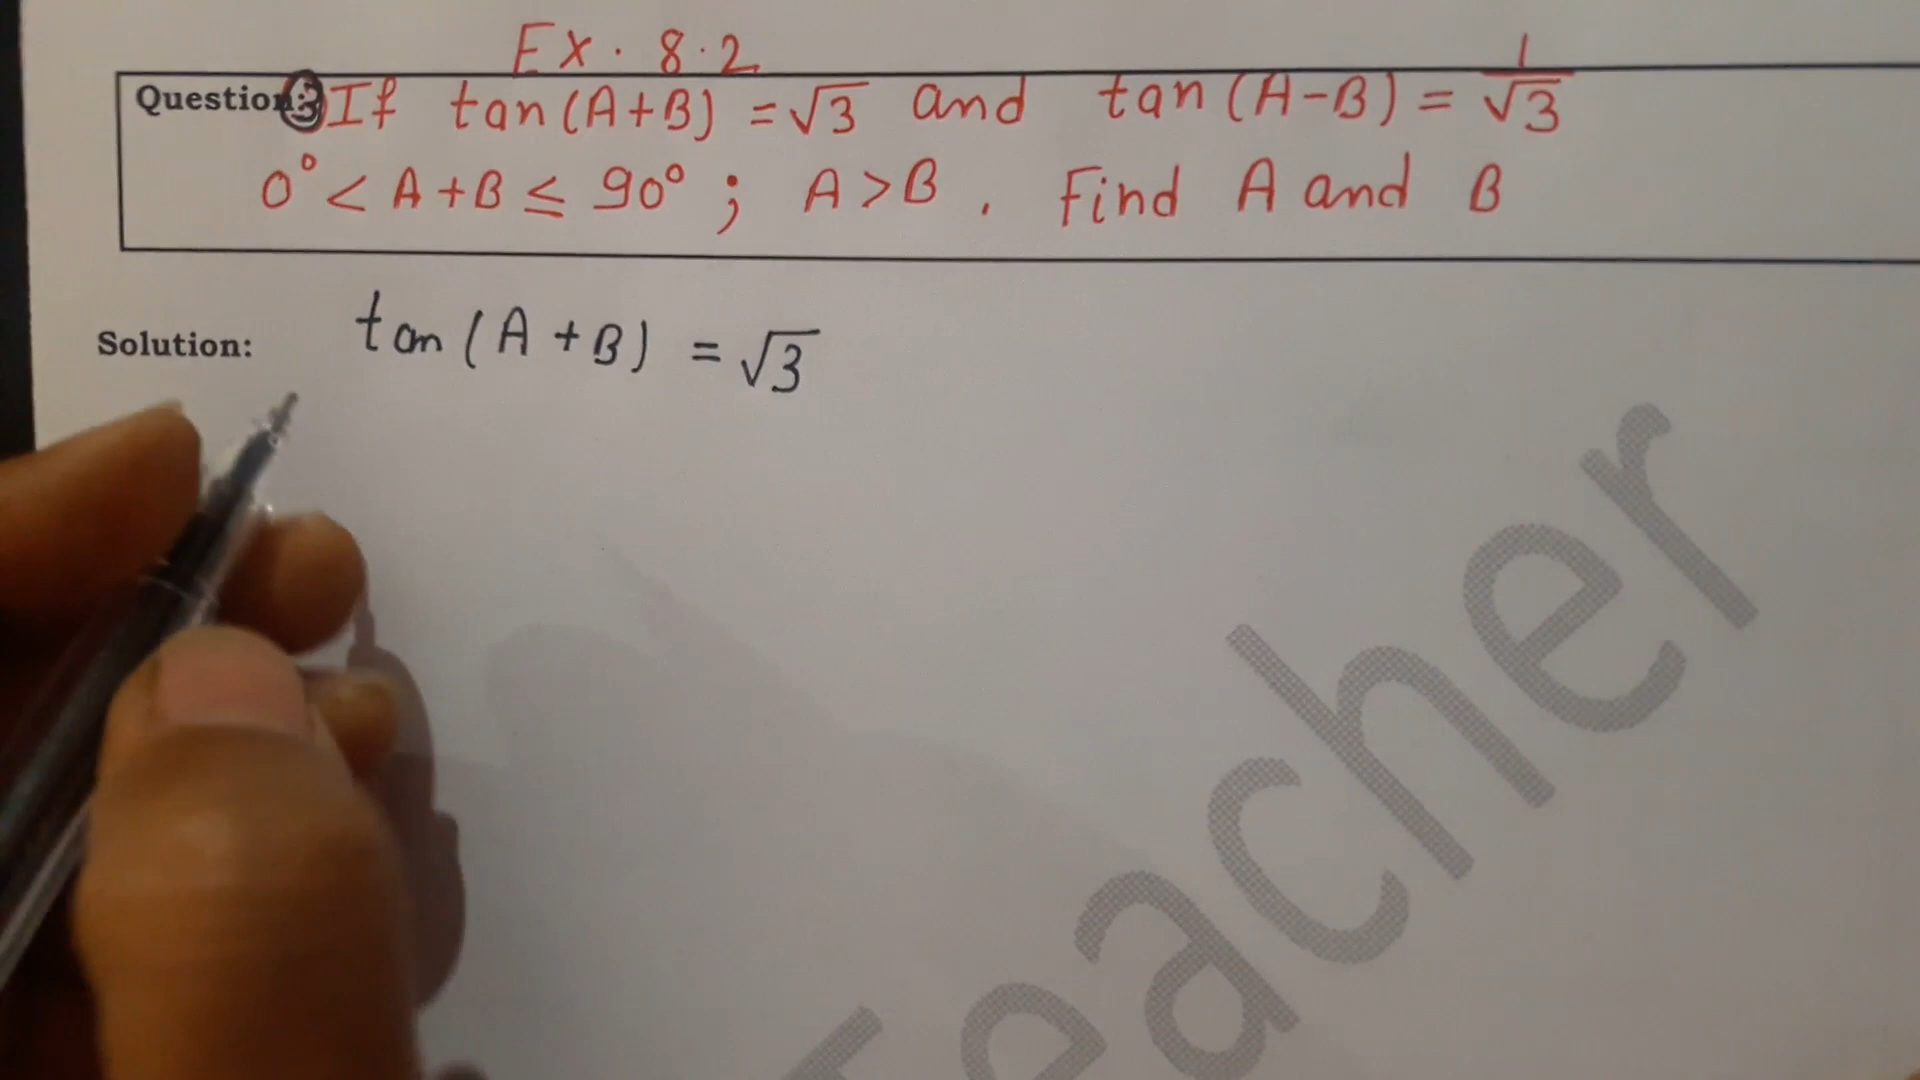 Ex. 8.2
Question:3 If tan(A+B) = √3 and tan(A-B) = 1/√3
0° < A+B ≤ 90° ; A>B . Find A and B
Solution: tan(A+B) = √3
Teacher